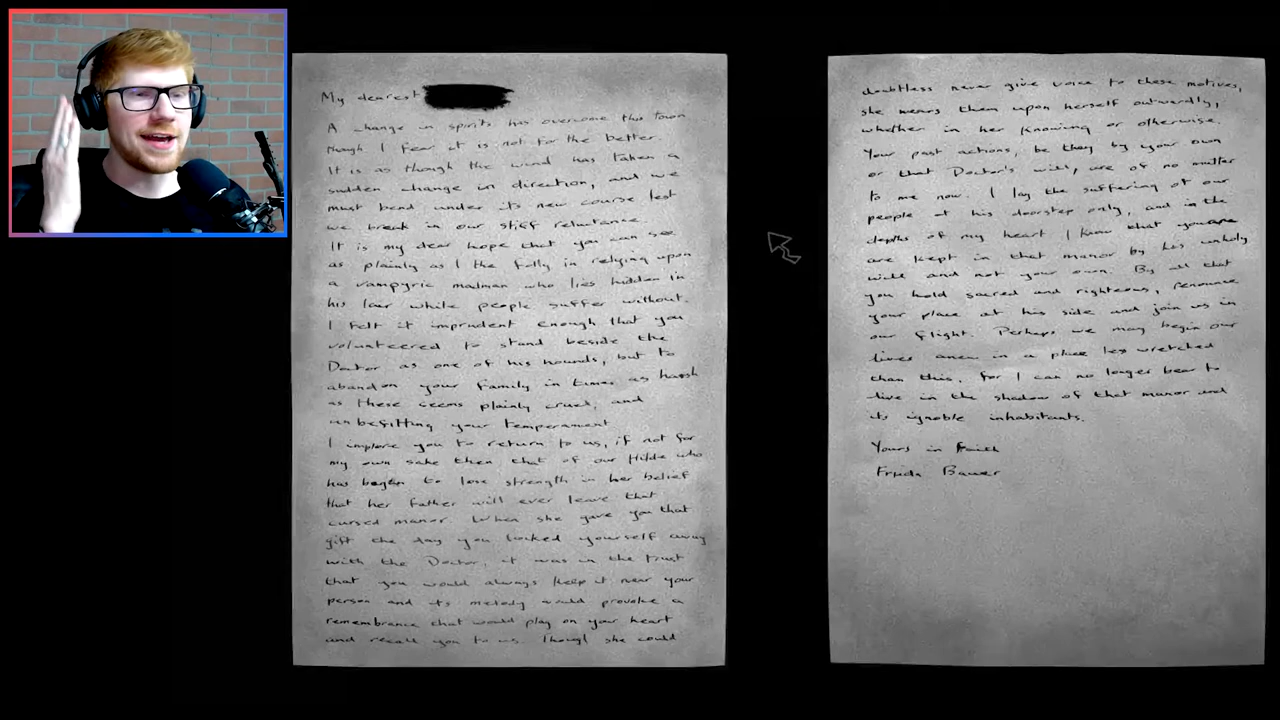 My dearest
A change in spirits has overcome this town
though I fear it is not for the better.
It is as though the wind has taken a
sudden change in direction, and we
must bend under its new course lest
we break in our stiff reluctance
It is my dear hope that you can see
as plainly as I the folly in relying upon
a vampyric madman who lies hidden in
his lair while people suffer without.
I felt it imprudent enough that you
volunteered to stand beside the
Doctor as one of his hounds, but to
abandon your family in times as harsh
as these seems plainly cruel, and
unbefitting your temperament
I implore you to return to us, if not for
my own sake then that of our Hilde who
has began to lose strength in her belief
that her father will ever leave that
cursed manor. When she gave you that
gift the day you locked yourself away
with the Doctor, it was in the trust
that you would always keep it near your
person and its melody would provoke a
remembrance that would play on your heart
and recall you to us. Though she could
doubtless never give voice to these motives,
she wears them upon herself outwardly,
whether in her knowing or otherwise.
Your past actions, be they by your own
or that Doctor's will, are of no matter
to me now. I lay the suffering of our
people at his doorstep only, and in the
depths of my heart I know that you are
are kept in that manor by his unholy
will and not your own. By all that
you hold sacred and righteous, renounce
your place at his side and join us in
our flight. Perhaps we may begin our
lives anew in a place less wretched
than this, for I can no longer bear to
live in the shadow of that manor and
its ignoble inhabitants.
Yours in Faith
Frieda Bauer